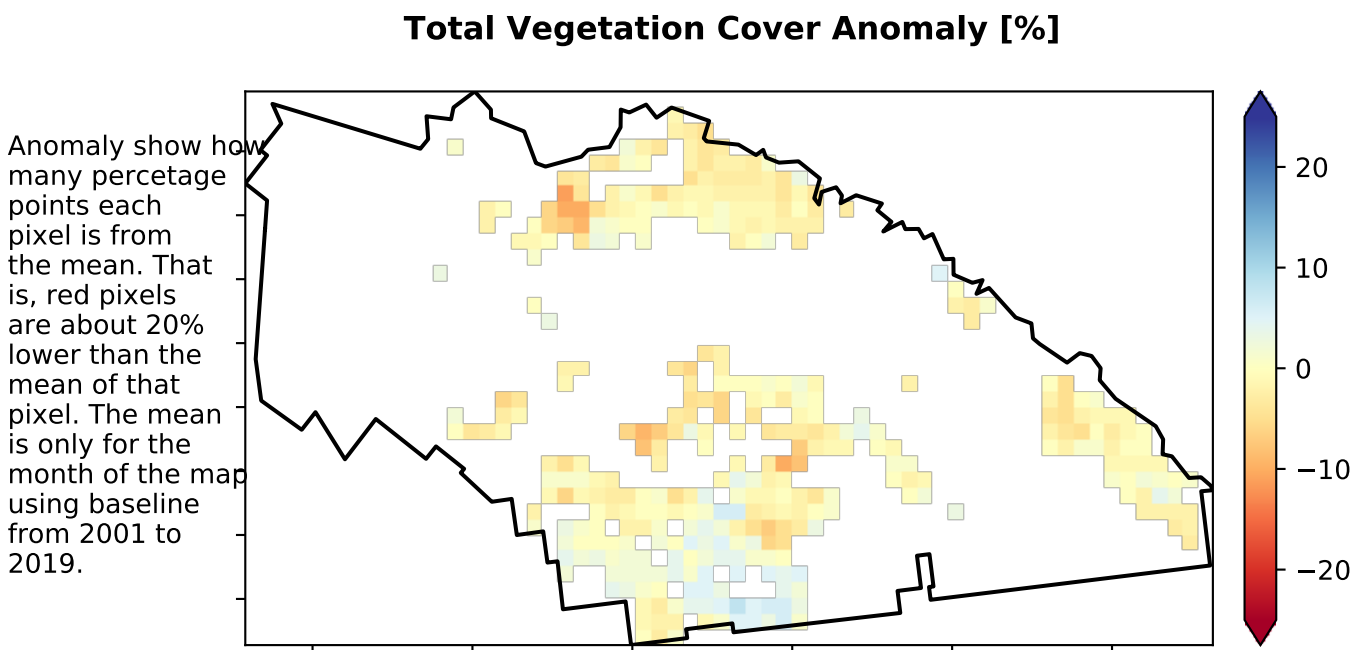 Total Vegetation Cover Anomaly [%]
Anomaly show how
many percetage
points each
pixel is from
the mean. That
is, red pixels
are about 20%
lower than the
mean of that
pixel. The mean
is only for the
month of the map
using baseline
from 2001 to
2019.
20
10
0
−10
−20